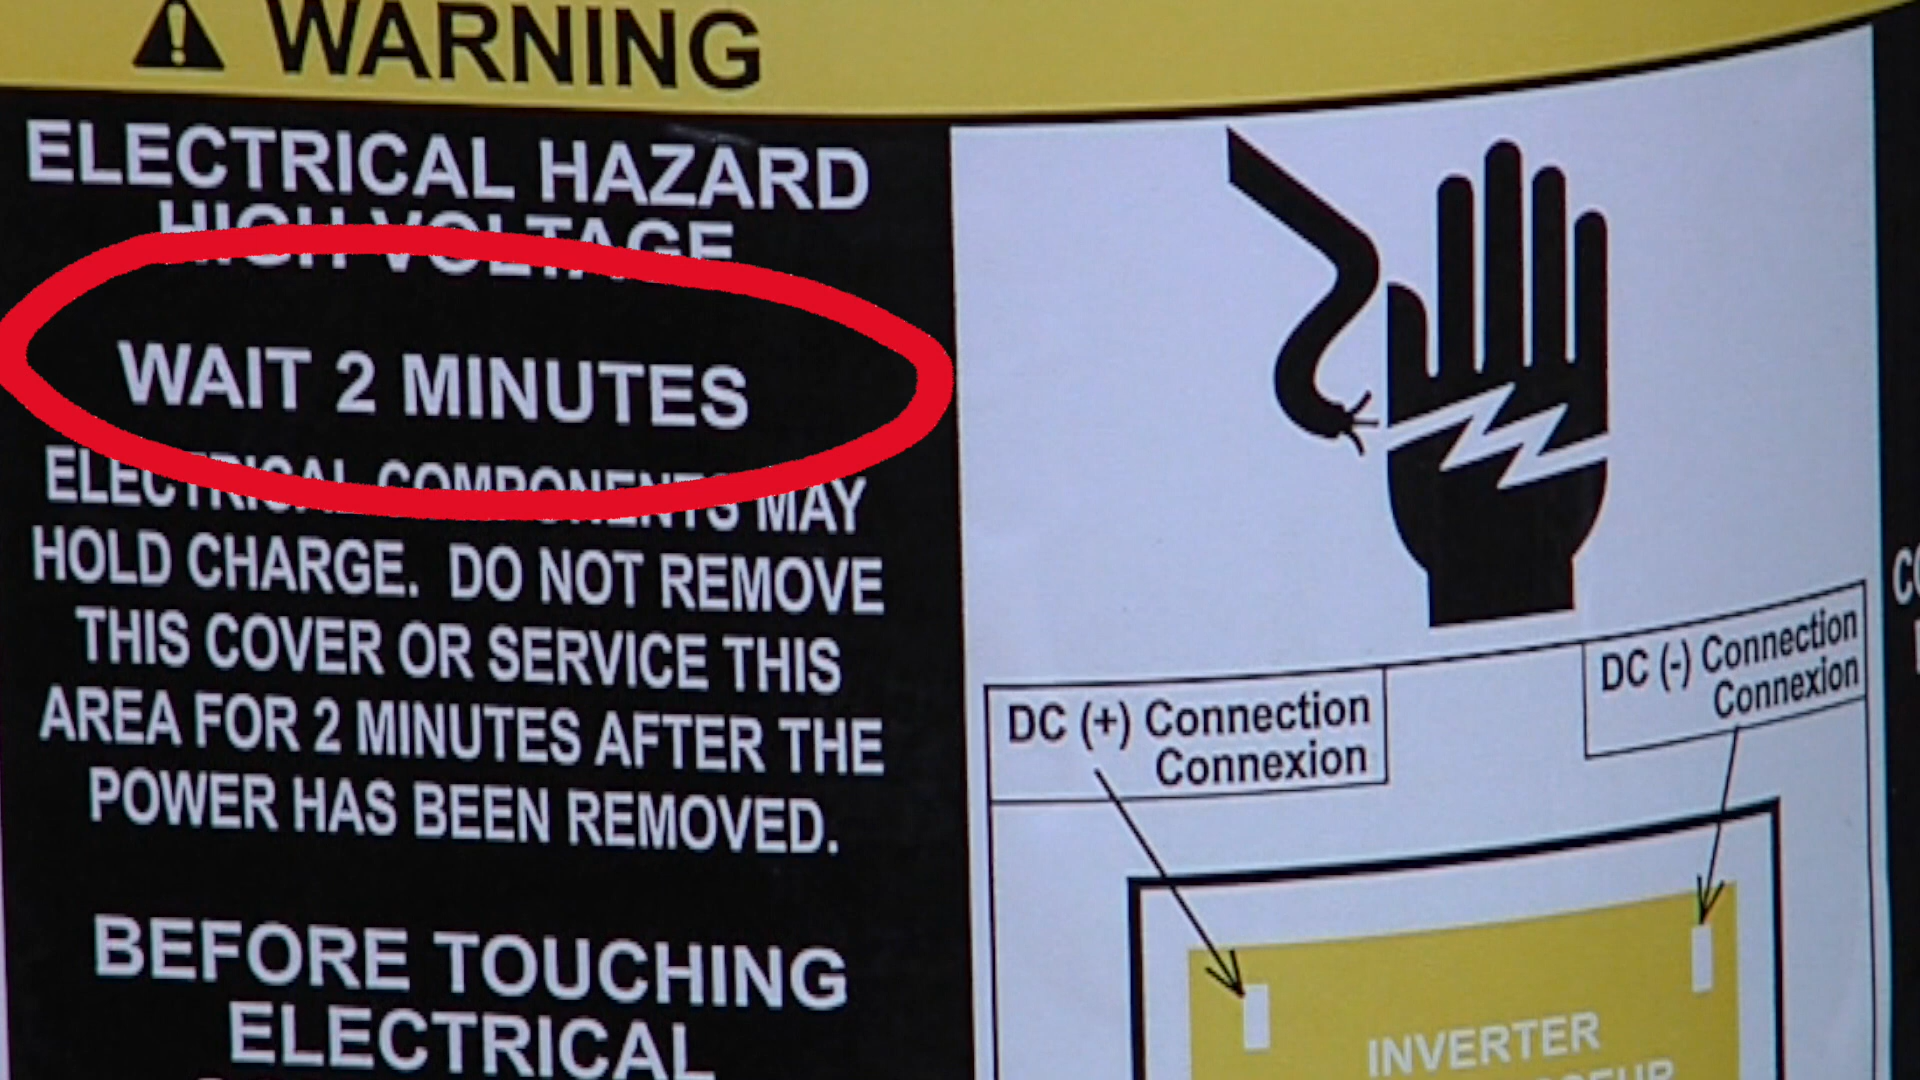 WARNING
ELECTRICAL HAZARD
HIGH VOLTAGE
WAIT 2 MINUTES
ELECTRICAL COMPONENTS MAY
HOLD CHARGE. DO NOT REMOVE
THIS COVER OR SERVICE THIS
AREA FOR 2 MINUTES AFTER THE
POWER HAS BEEN REMOVED.
BEFORE TOUCHING
ELECTRICAL
DC (+) Connection
Connexion
DC (-) Connection
Connexion
INVERTER